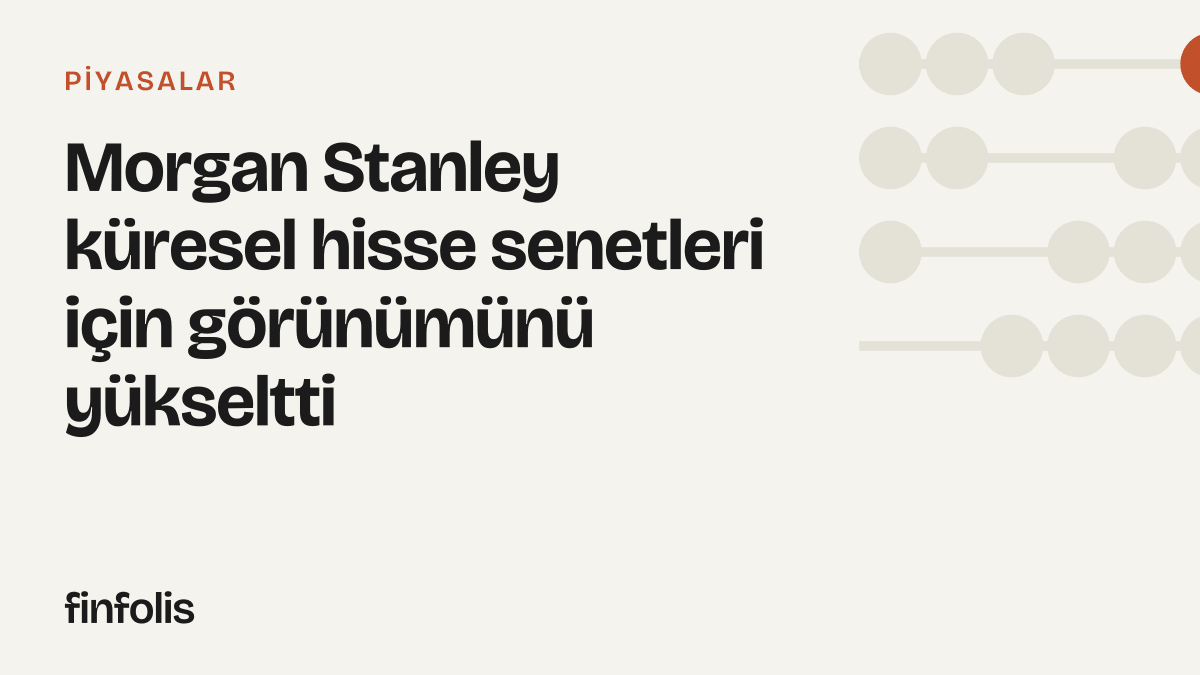 PİYASALAR
Morgan Stanley
küresel hisse senetleri
için görünümünü
yükseltti
finfolis